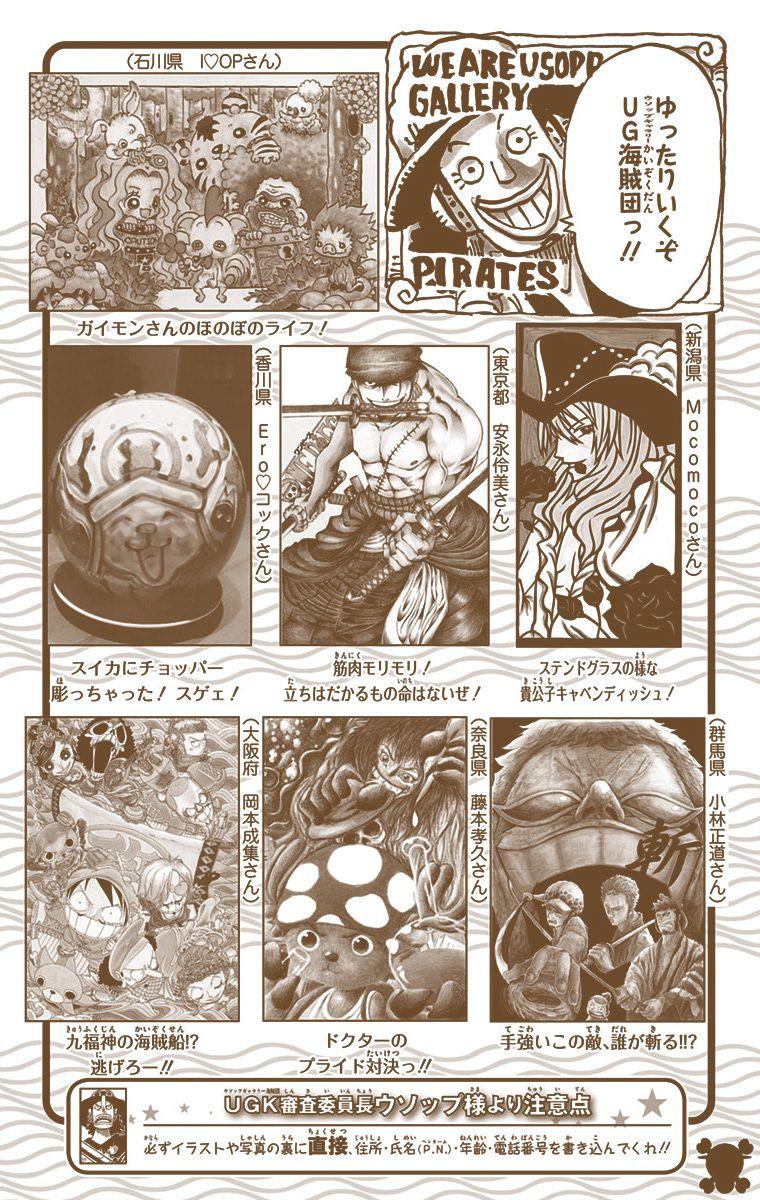 WE ARE USOPP
GALLERY
PIRATES
ゆったりいくぞ
UG海賊団っ!!
(石川県 I♡OPさん)
ガイモンさんのほのぼのライフ!
(新潟県 Mocomocoさん)
ステンドグラスの様な
貴公子キャベンディッシュ!
(東京都 安永伶美さん)
筋肉モリモリ!
立ちはだかるもの命はないぜ!
(香川県 Ero♡コックさん)
スイカにチョッパー
彫っちゃった! スゲェ!
CAUTION
(群馬県 小林正道さん)
斬
手強いこの敵、誰が斬る!!?
(奈良県 藤本孝久さん)
ドクターの
プライド対決っ!!
(大阪府 岡本成集さん)
九福神の海賊船!?
逃げろー!!
UGK審査委員長ウソップ様より注意点
必ずイラストや写真の裏に直接、住所・氏名(P.N.)・年齢・電話番号を書き込んでくれ!!